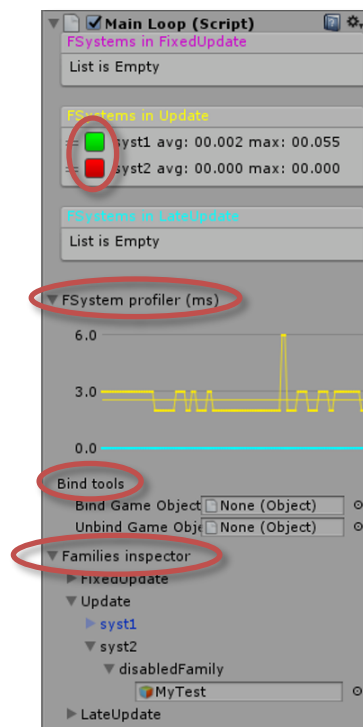 Main Loop (Script)
FSystems in FixedUpdate
List is Empty
FSystems in Update
syst1 avg: 00.002 max: 00.055
syst2 avg: 00.000 max: 00.000
FSystems in LateUpdate
List is Empty
FSystem profiler (ms)
6.0
3.0
0.0
Bind tools
Bind Game Object None (Object)
Unbind Game Obje None (Object)
Families inspector
FixedUpdate
Update
syst1
syst2
disabledFamily
MyTest
LateUpdate